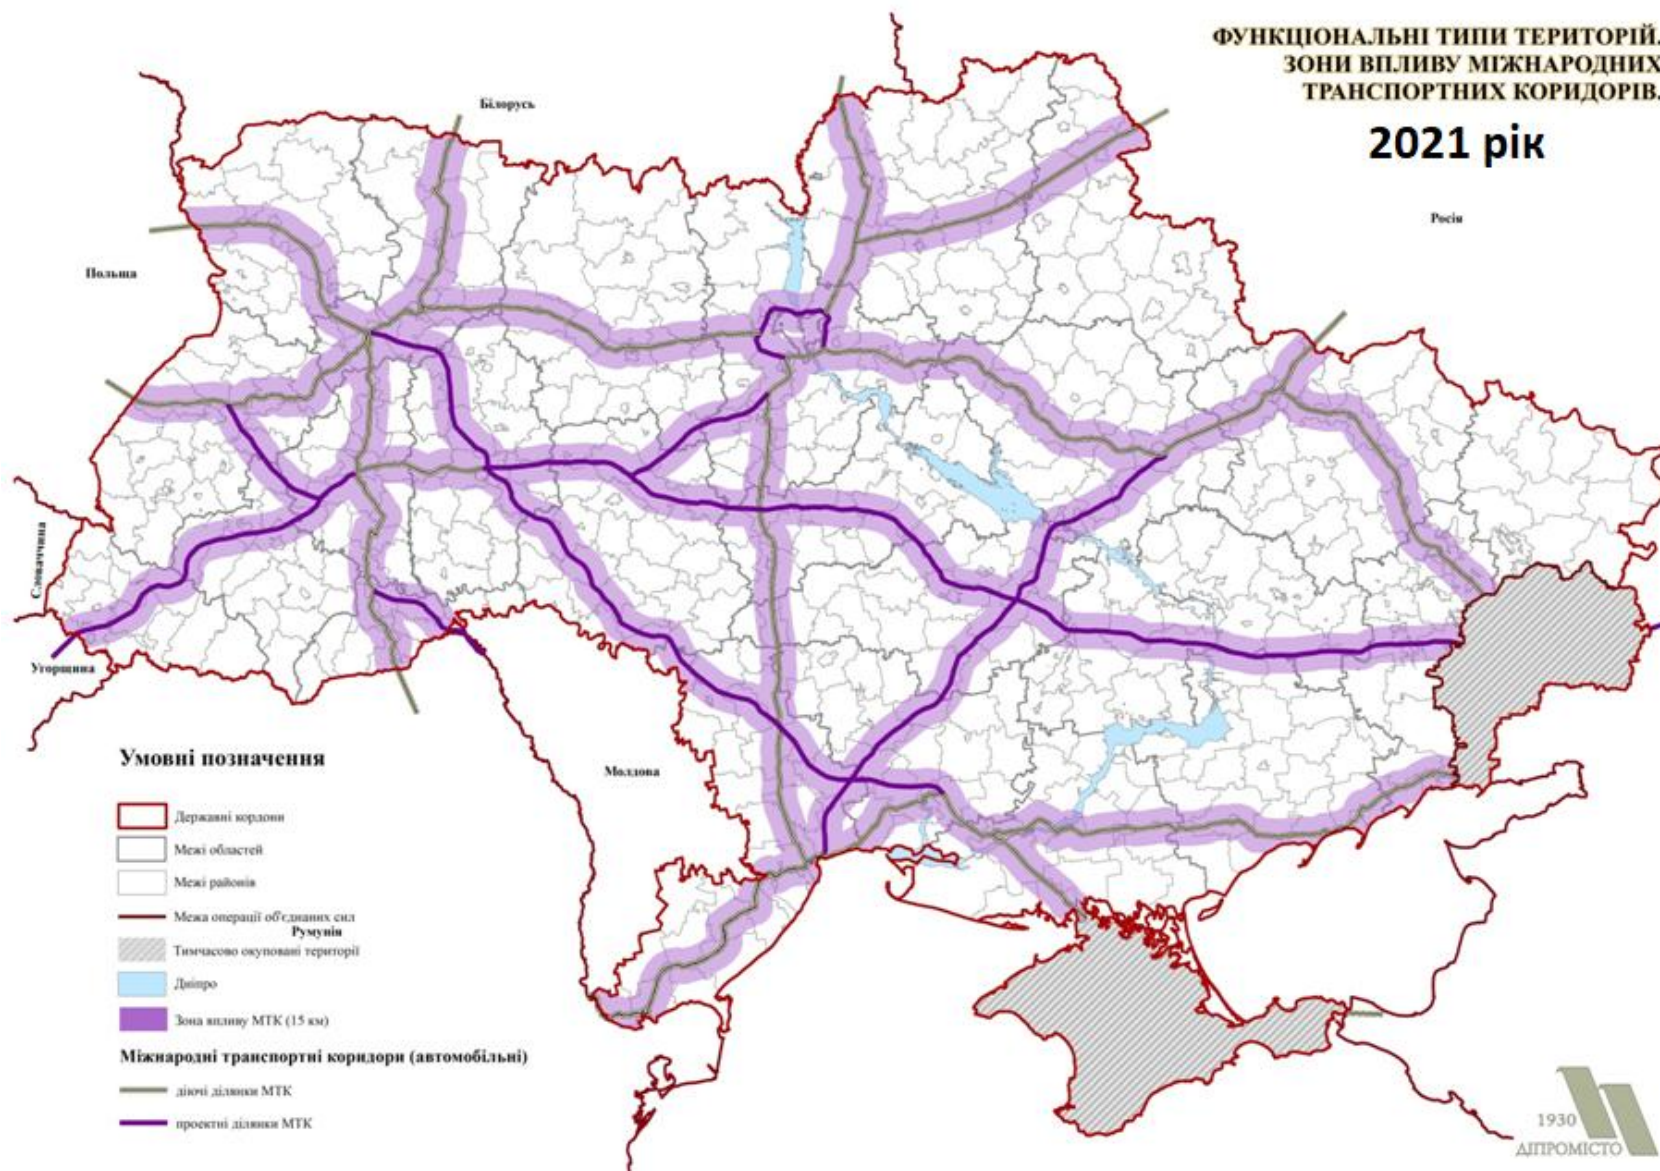 ФУНКЦІОНАЛЬНІ ТИПИ ТЕРИТОРІЙ.
ЗОНИ ВПЛИВУ МІЖНАРОДНИХ
ТРАНСПОРТНИХ КОРИДОРІВ.
2021 рік
Білорусь
Росія
Польща
Словаччина
Угорщина
Молдова
Румунія
Умовні позначення
Державні кордони
Межі областей
Межі районів
Межа операції об'єднаних сил
Тимчасово окуповані території
Дніпро
Зона впливу МТК (15 км)
Міжнародні транспортні коридори (автомобільні)
діючі ділянки МТК
проектні ділянки МТК
1930
ДІПРОМІСТО